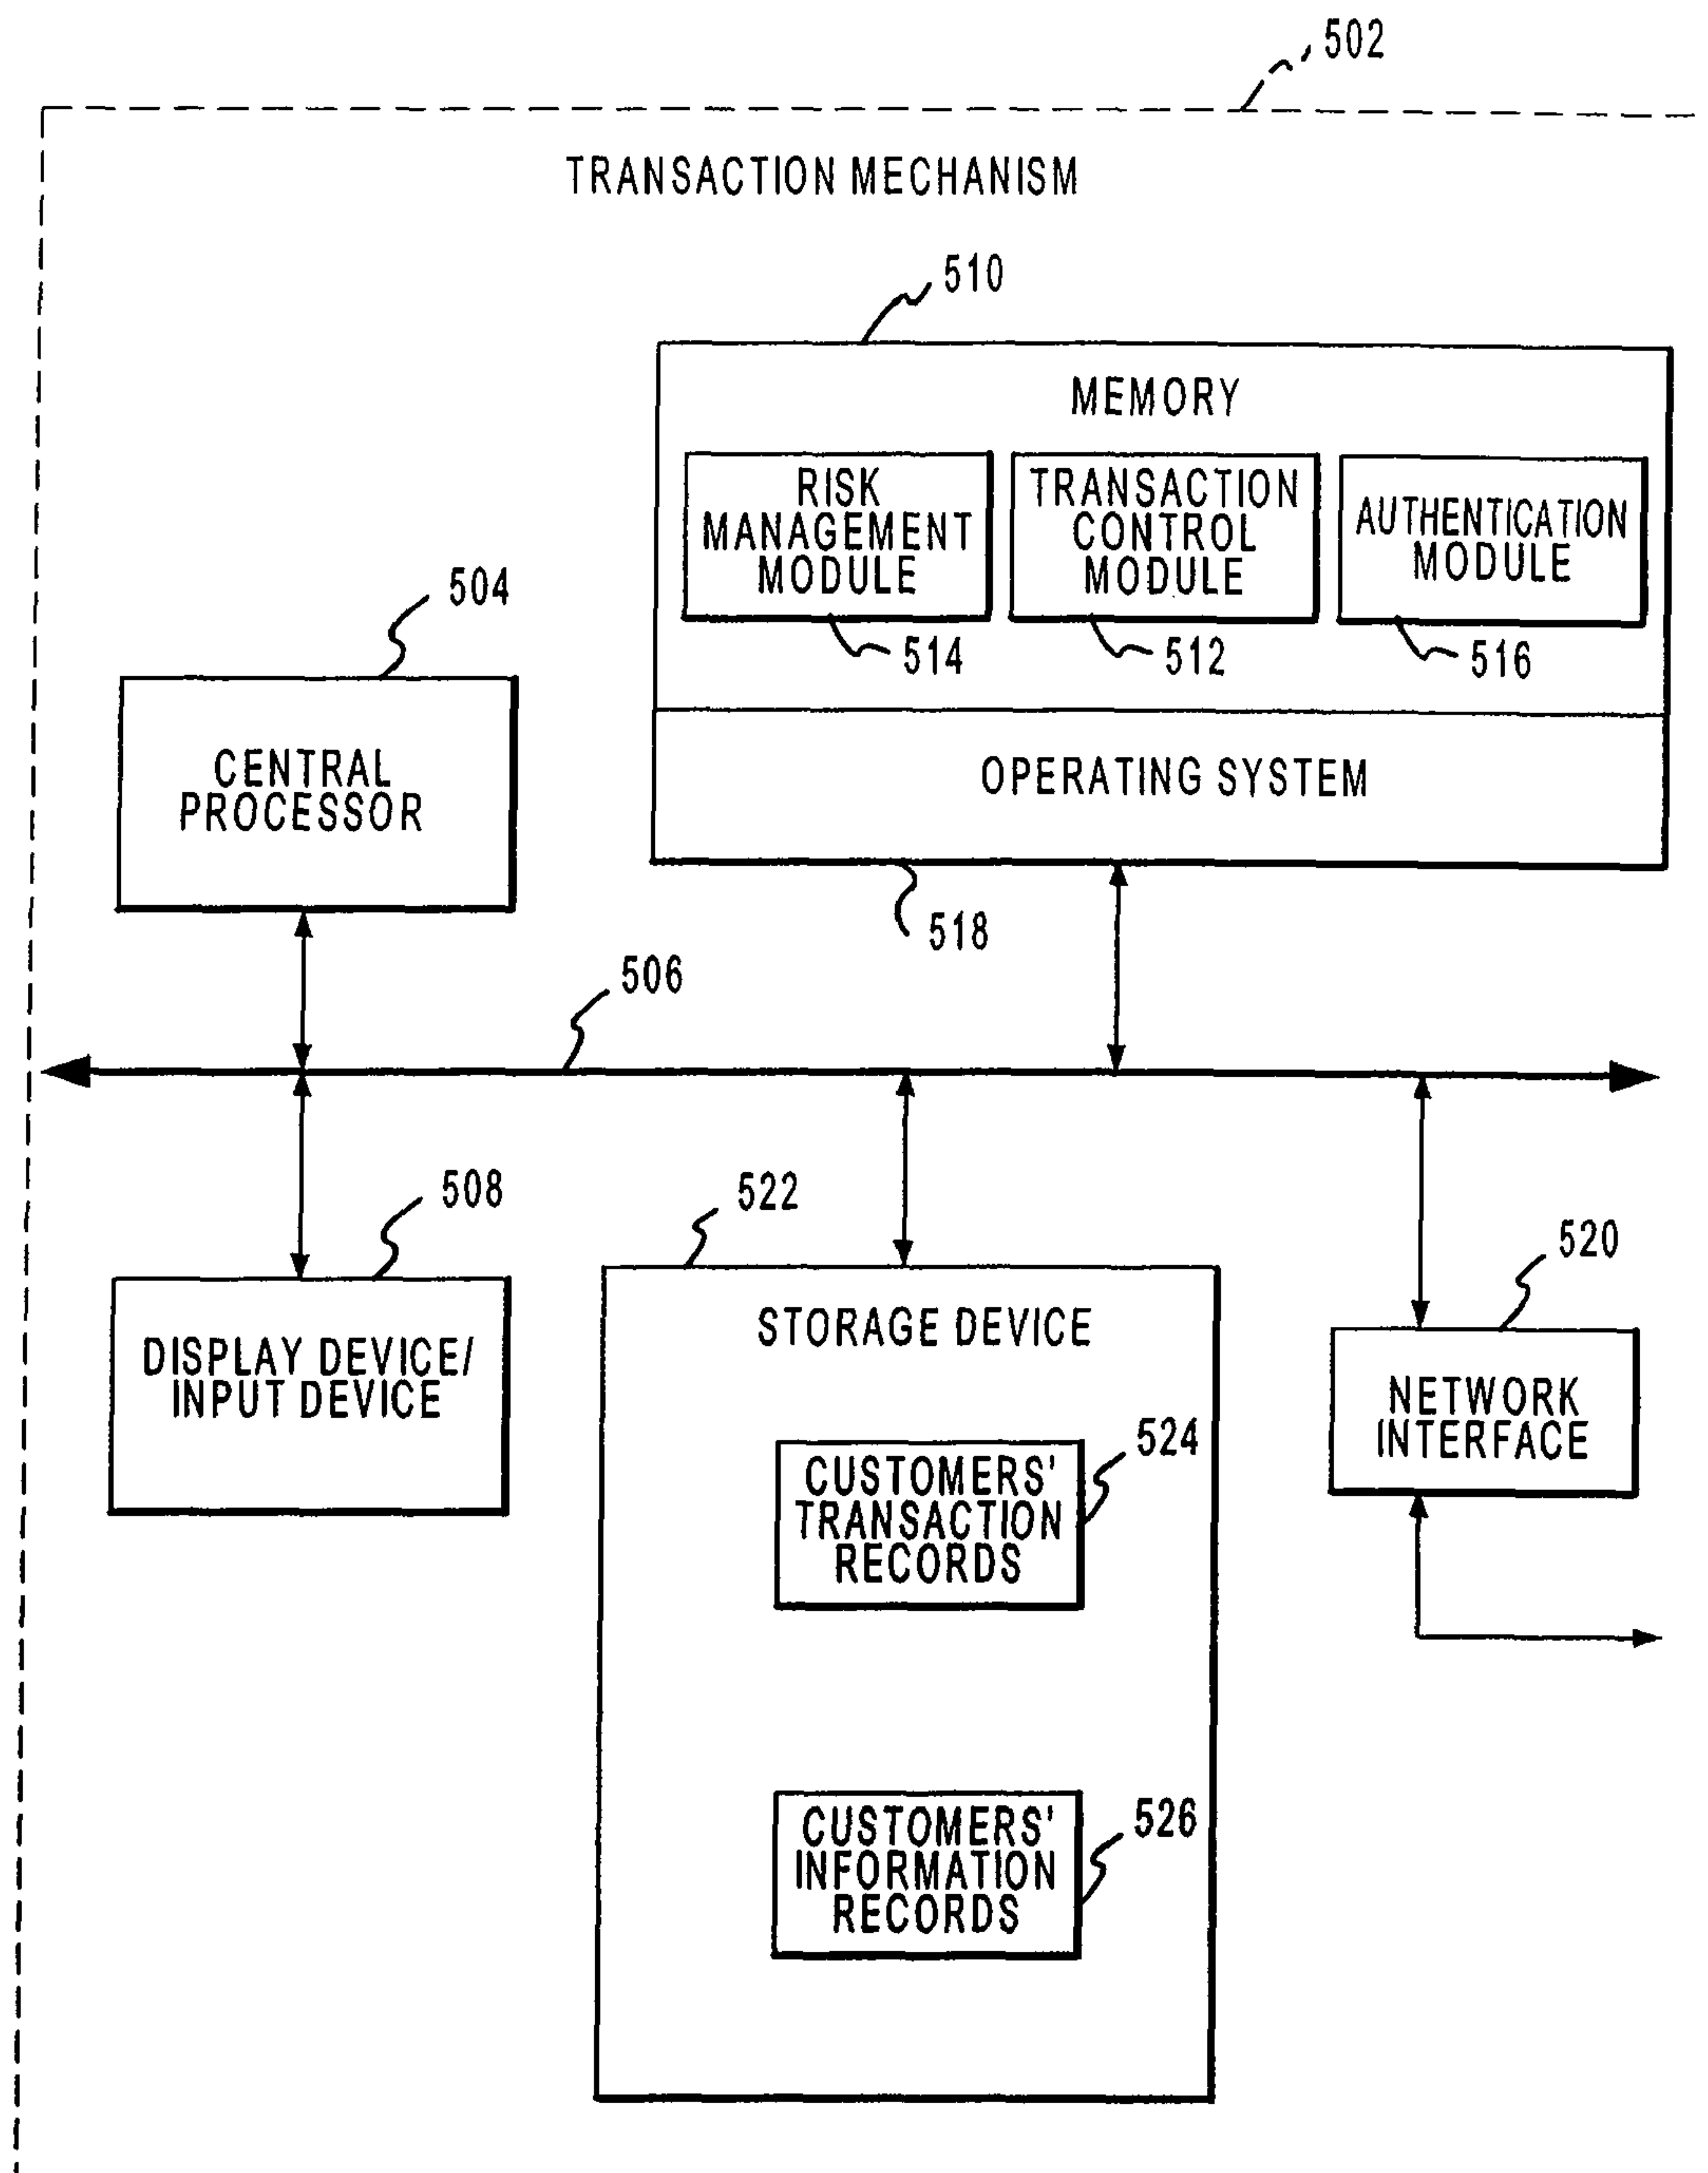 502
TRANSACTION MECHANISM
510
MEMORY
RISK
MANAGEMENT
MODULE
TRANSACTION
CONTROL
MODULE
AUTHENTICATION
MODULE
514
512
516
504
CENTRAL
PROCESSOR
OPERATING SYSTEM
518
506
508
DISPLAY DEVICE/
INPUT DEVICE
522
STORAGE DEVICE
524
CUSTOMERS'
TRANSACTION
RECORDS
526
CUSTOMERS'
INFORMATION
RECORDS
520
NETWORK
INTERFACE